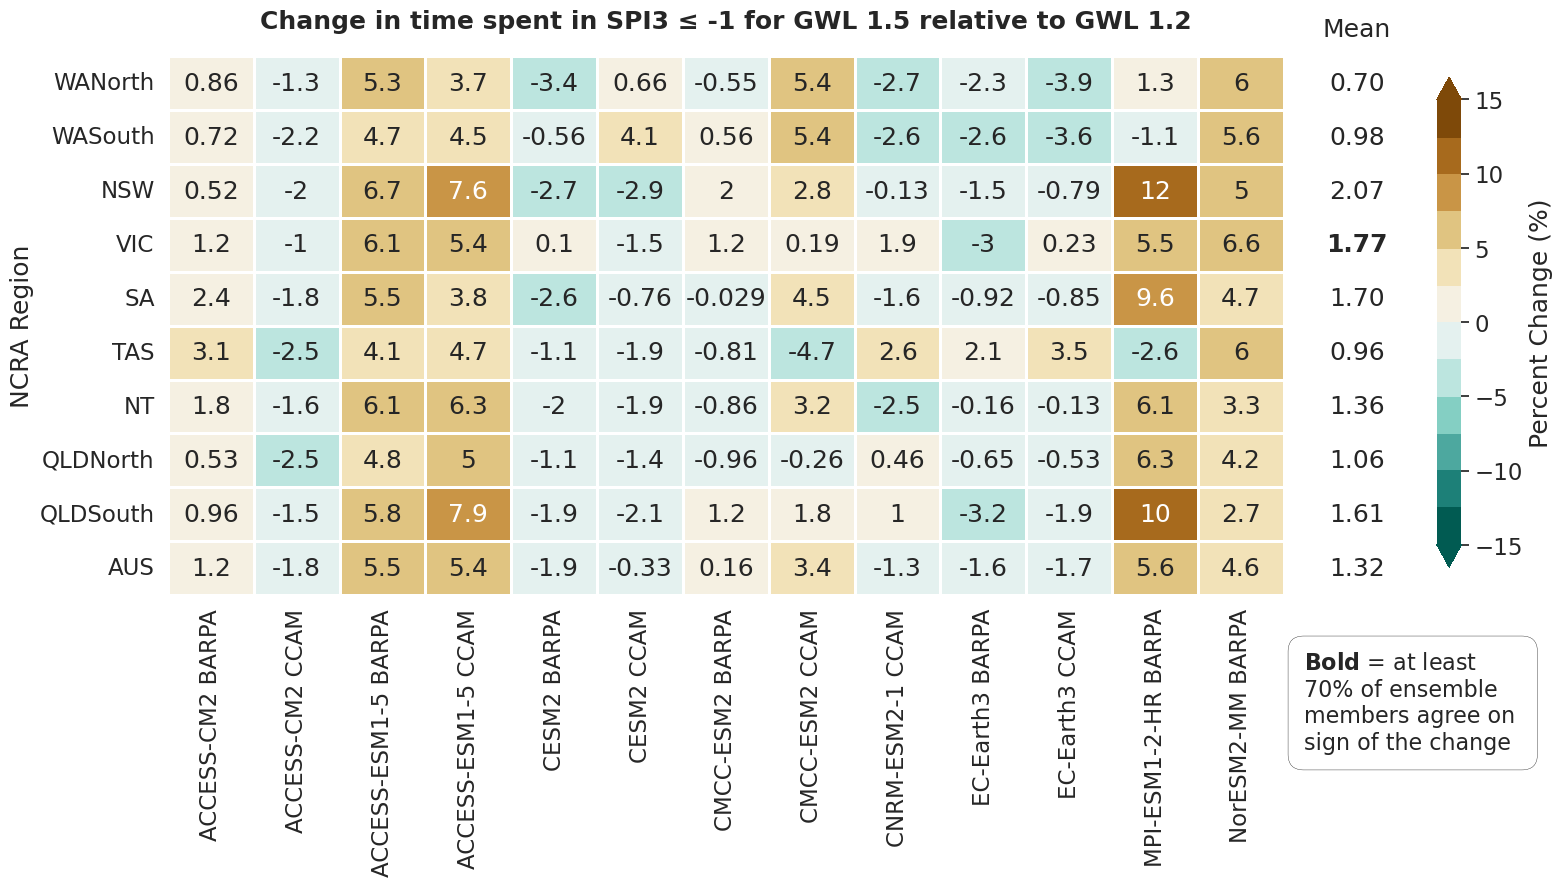 Change in time spent in SPI3 ≤ -1 for GWL 1.5 relative to GWL 1.2
Mean
WANorth 0.86 -1.3 5.3 3.7 -3.4 0.66 -0.55 5.4 -2.7 -2.3 -3.9 1.3 6 0.70
WASouth 0.72 -2.2 4.7 4.5 -0.56 4.1 0.56 5.4 -2.6 -2.6 -3.6 -1.1 5.6 0.98
NSW 0.52 -2 6.7 7.6 -2.7 -2.9 2 2.8 -0.13 -1.5 -0.79 12 5 2.07
VIC 1.2 -1 6.1 5.4 0.1 -1.5 1.2 0.19 1.9 -3 0.23 5.5 6.6 1.77
SA 2.4 -1.8 5.5 3.8 -2.6 -0.76 -0.029 4.5 -1.6 -0.92 -0.85 9.6 4.7 1.70
TAS 3.1 -2.5 4.1 4.7 -1.1 -1.9 -0.81 -4.7 2.6 2.1 3.5 -2.6 6 0.96
NT 1.8 -1.6 6.1 6.3 -2 -1.9 -0.86 3.2 -2.5 -0.16 -0.13 6.1 3.3 1.36
QLDNorth 0.53 -2.5 4.8 5 -1.1 -1.4 -0.96 -0.26 0.46 -0.65 -0.53 6.3 4.2 1.06
QLDSouth 0.96 -1.5 5.8 7.9 -1.9 -2.1 1.2 1.8 1 -3.2 -1.9 10 2.7 1.61
AUS 1.2 -1.8 5.5 5.4 -1.9 -0.33 0.16 3.4 -1.3 -1.6 -1.7 5.6 4.6 1.32
NCRA Region
ACCESS-CM2 BARPA
ACCESS-CM2 CCAM
ACCESS-ESM1-5 BARPA
ACCESS-ESM1-5 CCAM
CESM2 BARPA
CESM2 CCAM
CMCC-ESM2 BARPA
CMCC-ESM2 CCAM
CNRM-ESM2-1 CCAM
EC-Earth3 BARPA
EC-Earth3 CCAM
MPI-ESM1-2-HR BARPA
NorESM2-MM BARPA
15
10
5
0
−5
−10
−15
Percent Change (%)
Bold = at least
70% of ensemble
members agree on
sign of the change